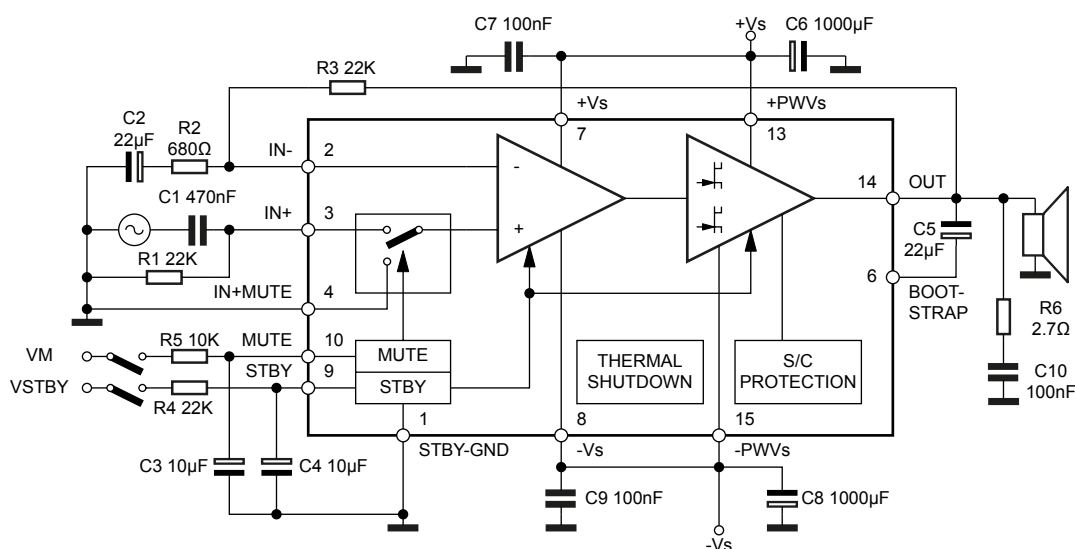 C7 100nF
+Vs
C6 1000µF
R3 22K
+Vs
+PWVs
C2
22µF
R2
680Ω
IN-
2
7
13
-
C1 470nF
IN+
3
+
14
OUT
C5
22µF
R1 22K
IN+MUTE
4
6
BOOT-
STRAP
R6
2.7Ω
VM
R5 10K
MUTE
10
MUTE
THERMAL
SHUTDOWN
S/C
PROTECTION
VSTBY
STBY
9
STBY
C10
100nF
R4 22K
1
8
15
STBY-GND
-Vs
-PWVs
C3 10µF
C4 10µF
C9 100nF
C8 1000µF
-Vs